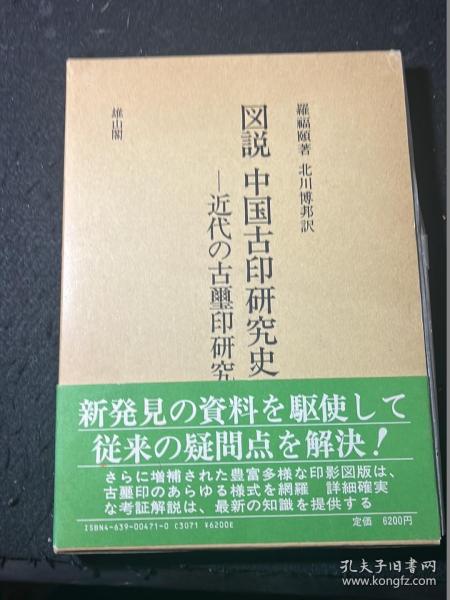 羅福頤著 北川博邦訳
図説 中国古印研究史
—近代の古璽印研究
雄山閣
新発見の資料を駆使して
従来の疑問点を解決!
さらに増補された豊富多様な印影図版は、
古璽印のあらゆる様式を網羅 詳細確実
な考証解説は、最新の知識を提供する
ISBN4-639-00471-0 C3071 ¥6200E
定価 6200円
孔夫子旧书网
www.kongfz.com